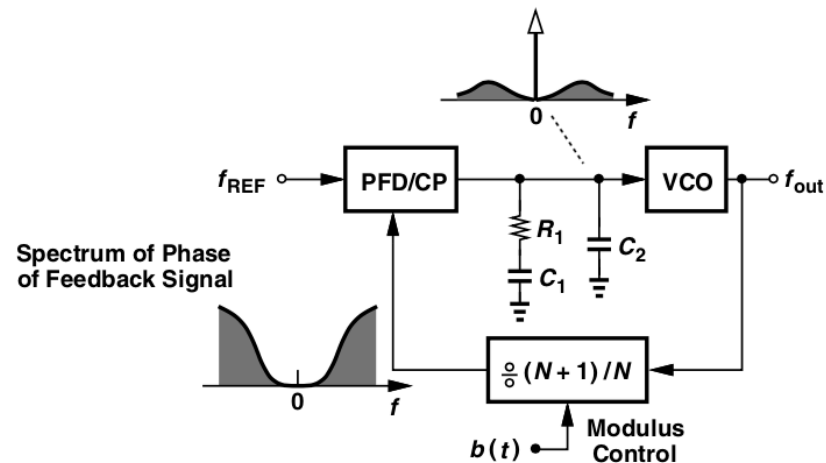 0
f
f_REF
PFD/CP
VCO
f_out
R_1
C_2
C_1
Spectrum of Phase
of Feedback Signal
÷ (N + 1) / N
0
f
b(t)
Modulus
Control